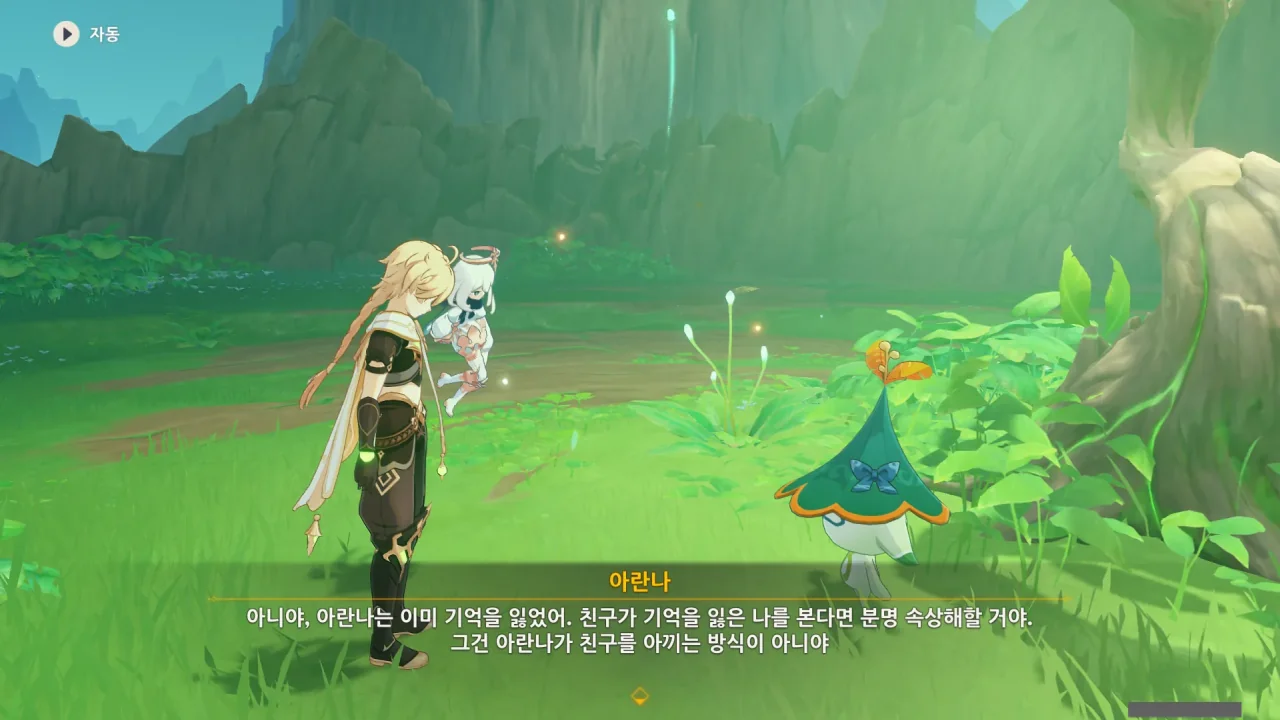 자동
아란나
아니야, 아란나는 이미 기억을 잃었어. 친구가 기억을 잃은 나를 본다면 분명 속상해할 거야.
그건 아란나가 친구를 아끼는 방식이 아니야